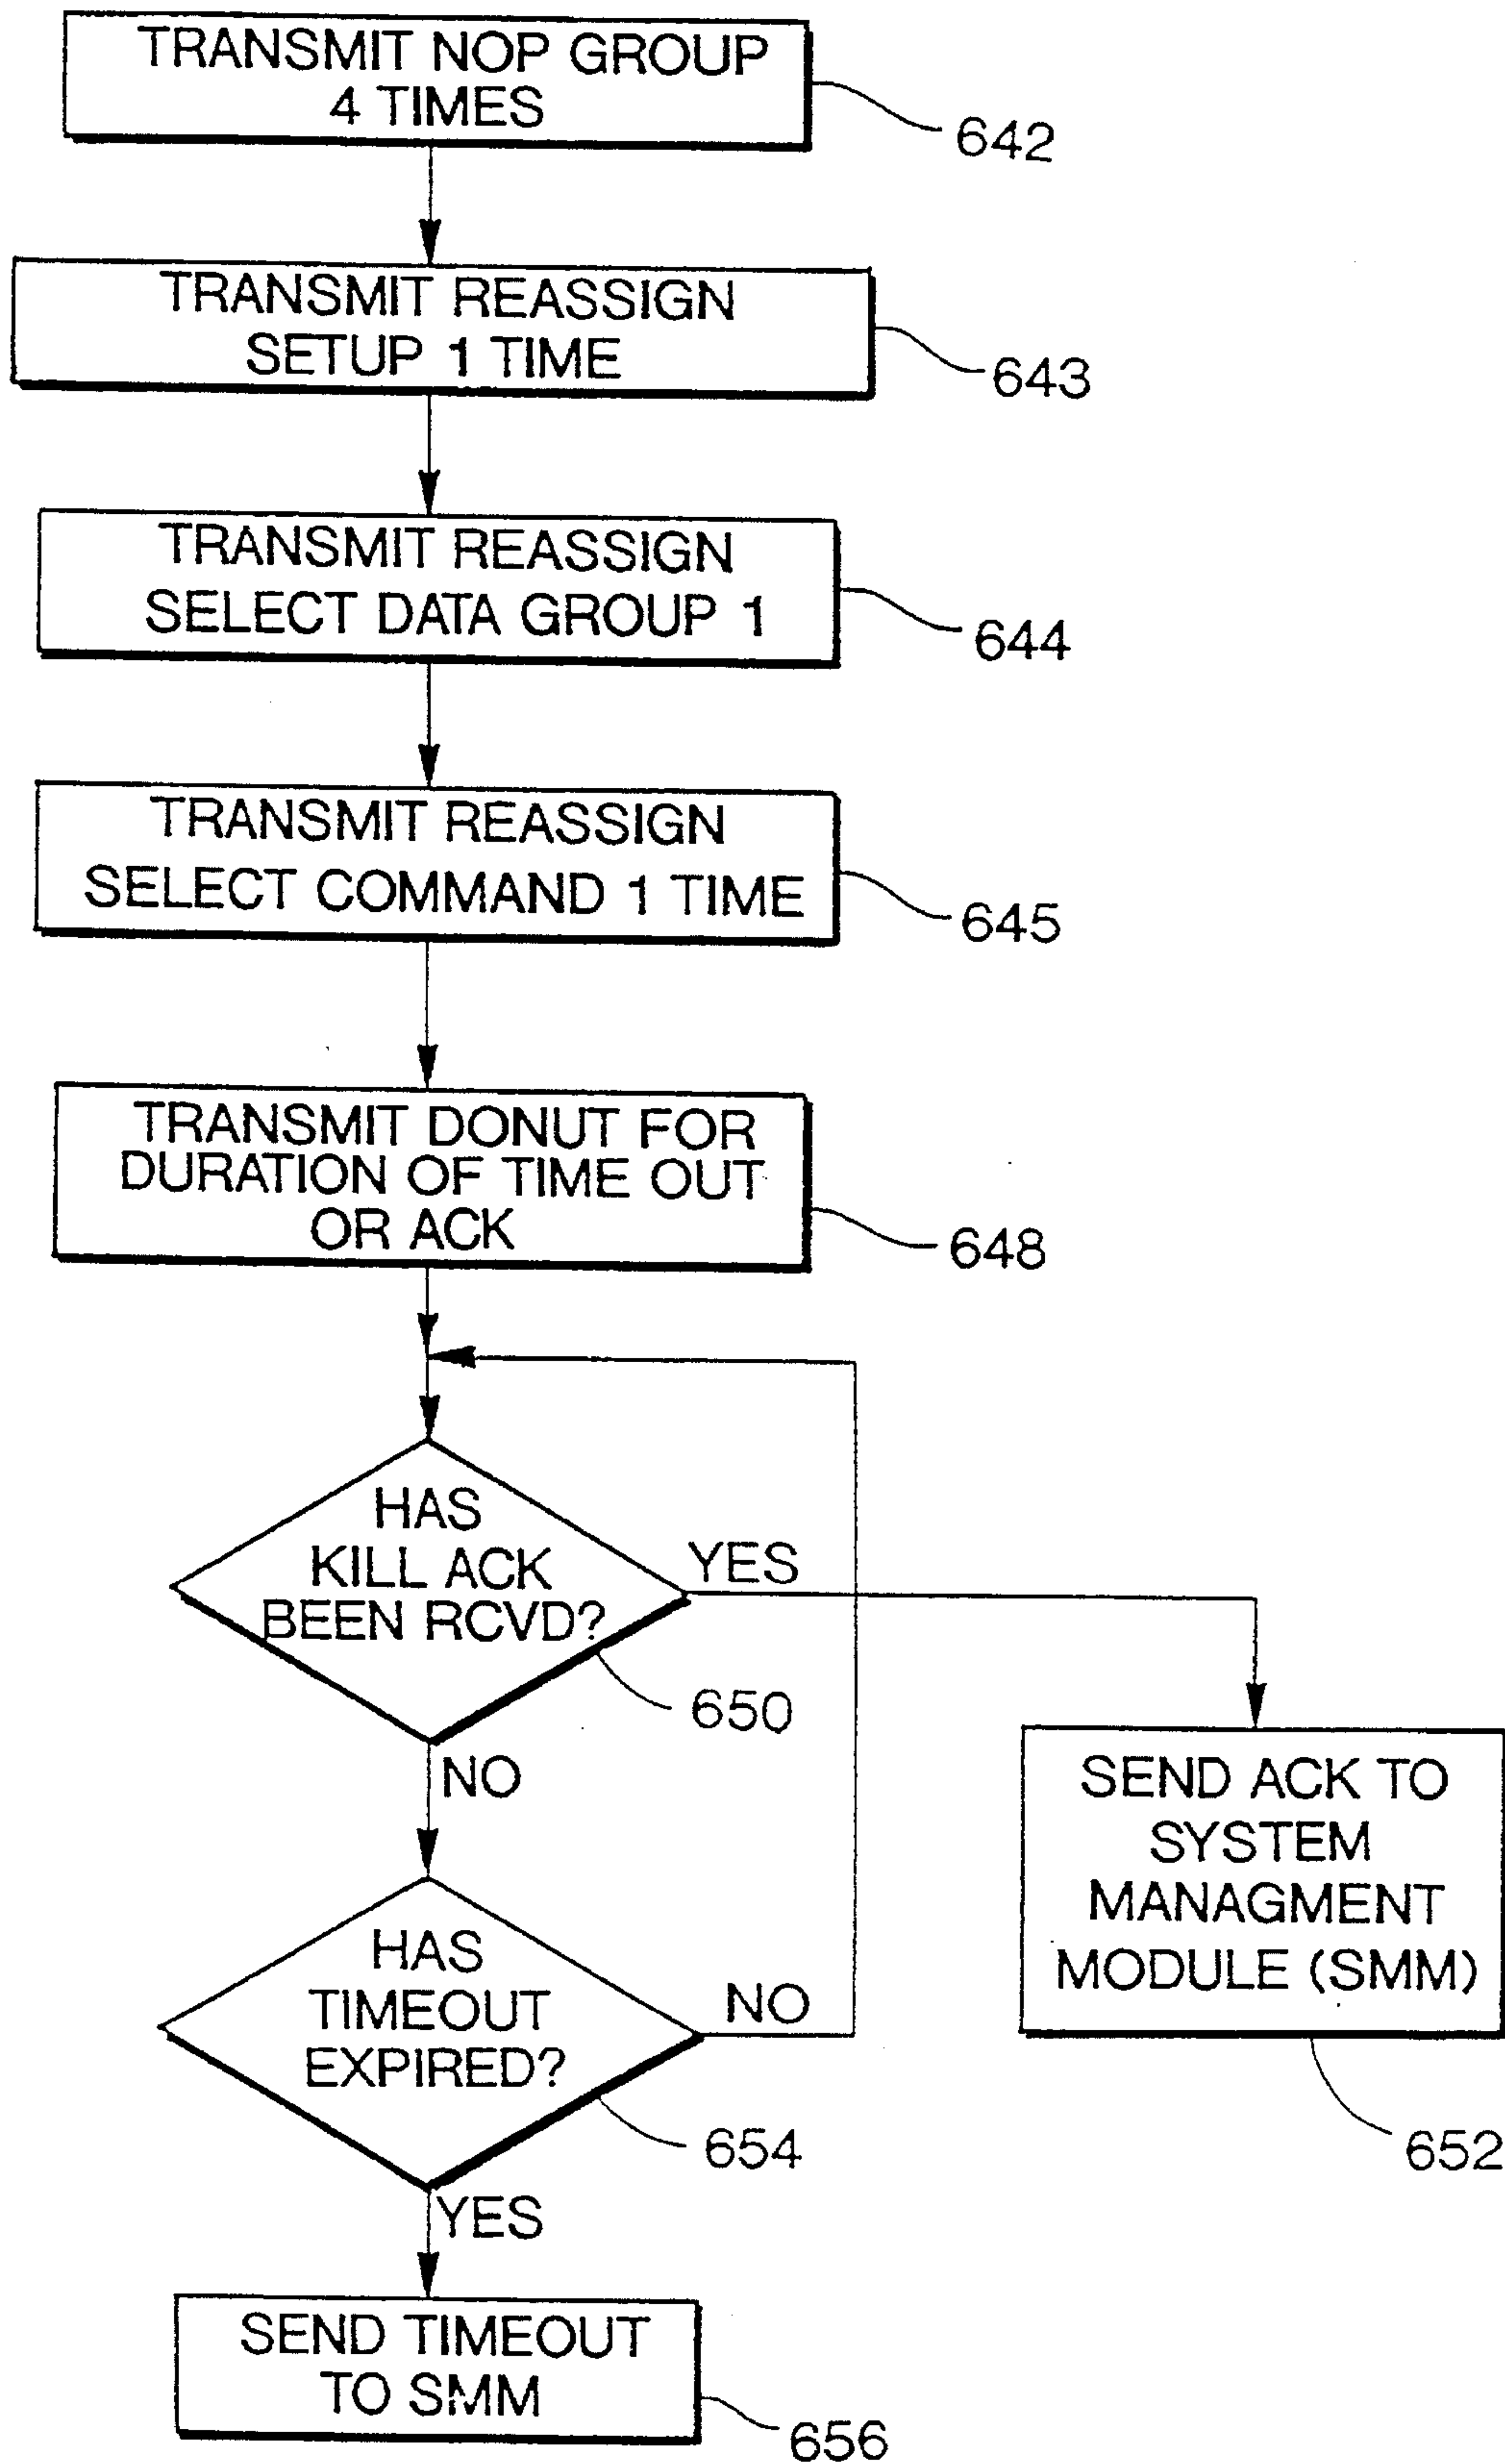 TRANSMIT NOP GROUP
4 TIMES
642
TRANSMIT REASSIGN
SETUP 1 TIME
643
TRANSMIT REASSIGN
SELECT DATA GROUP 1
644
TRANSMIT REASSIGN
SELECT COMMAND 1 TIME
645
TRANSMIT DONUT FOR
DURATION OF TIME OUT
OR ACK
648
HAS
KILL ACK
BEEN RCVD?
YES
650
NO
SEND ACK TO
SYSTEM
MANAGMENT
MODULE (SMM)
652
HAS
TIMEOUT
EXPIRED?
NO
654
YES
SEND TIMEOUT
TO SMM
656